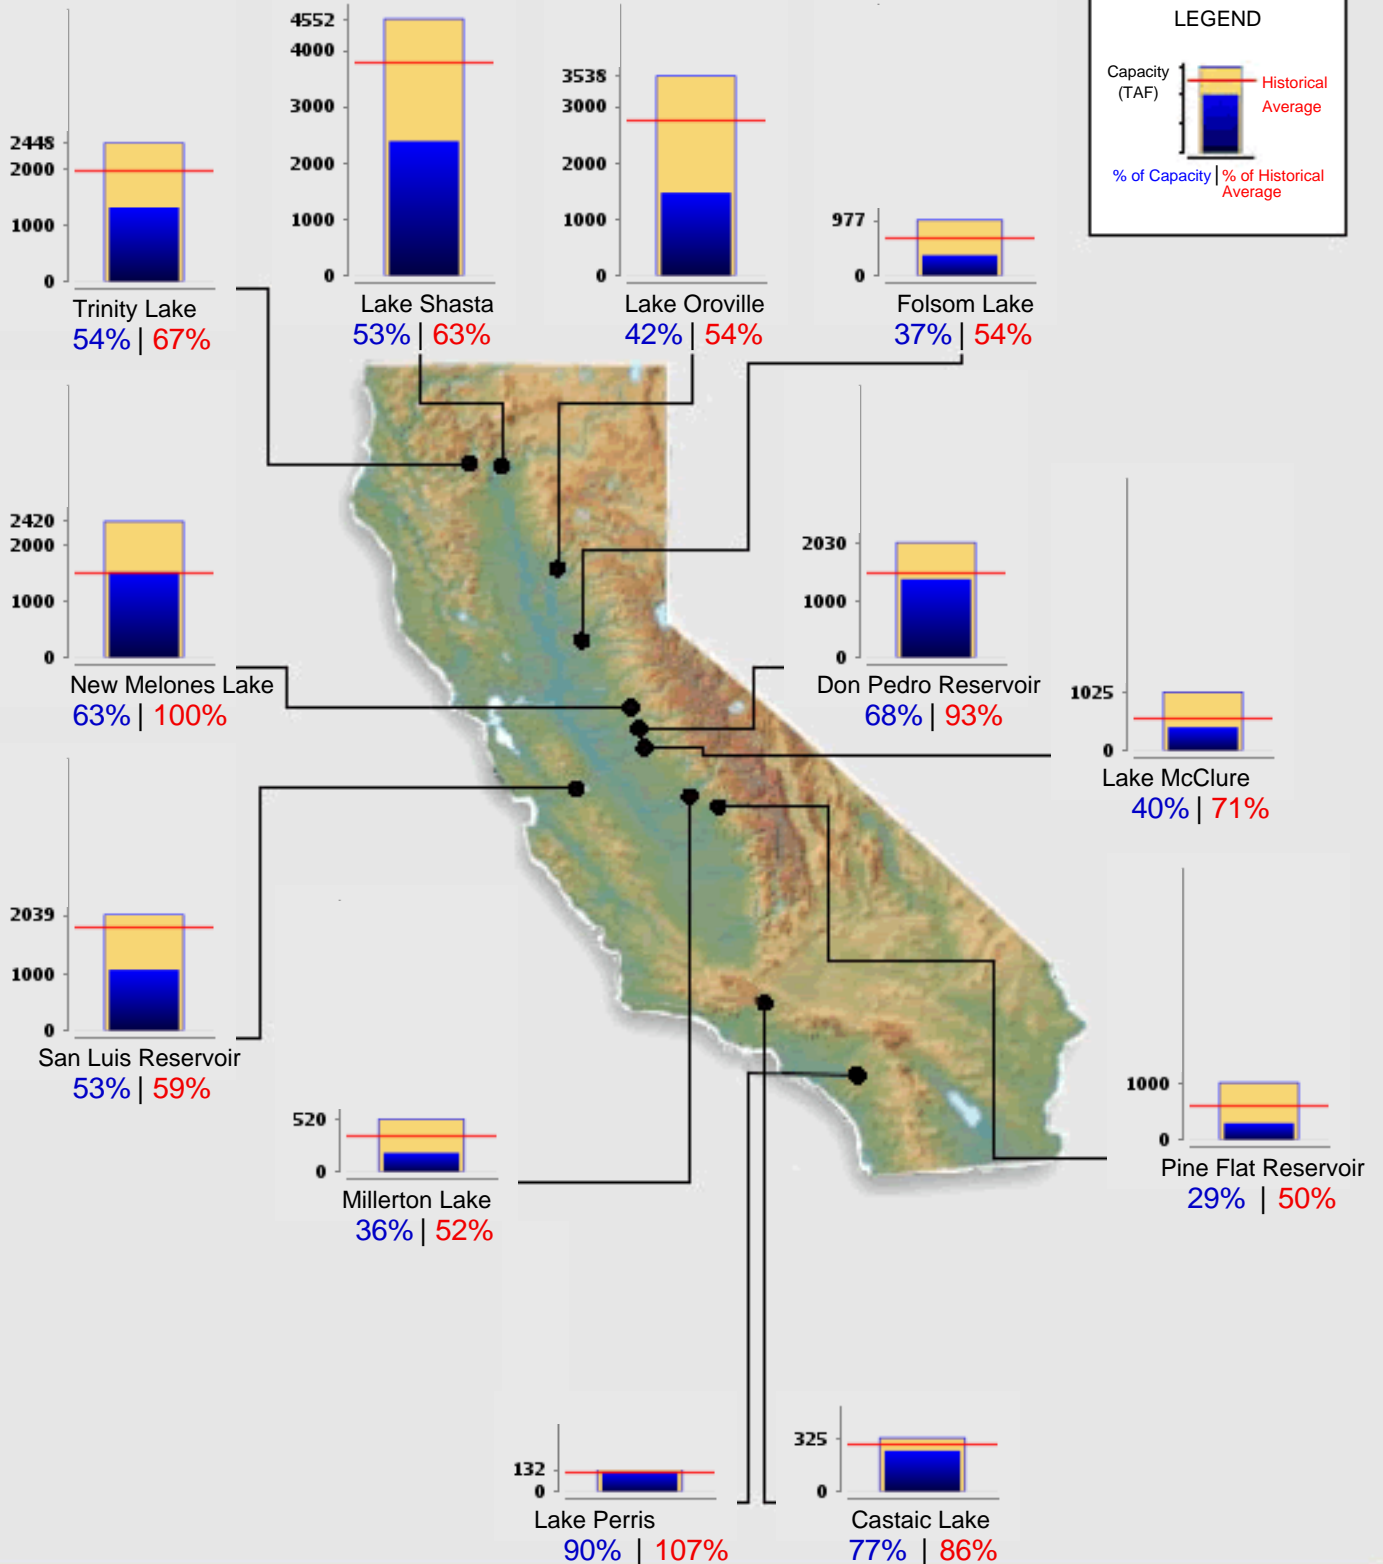 LEGEND
Capacity
(TAF)
Historical
Average
% of Capacity | % of Historical
Average
2448
2000
1000
0
Trinity Lake
54% | 67%
4552
4000
3000
2000
1000
0
Lake Shasta
53% | 63%
3538
3000
2000
1000
0
Lake Oroville
42% | 54%
977
0
Folsom Lake
37% | 54%
2420
2000
1000
0
New Melones Lake
63% | 100%
2030
1000
0
Don Pedro Reservoir
68% | 93%
1025
0
Lake McClure
40% | 71%
2039
1000
0
San Luis Reservoir
53% | 59%
520
0
Millerton Lake
36% | 52%
1000
0
Pine Flat Reservoir
29% | 50%
132
0
Lake Perris
90% | 107%
325
0
Castaic Lake
77% | 86%